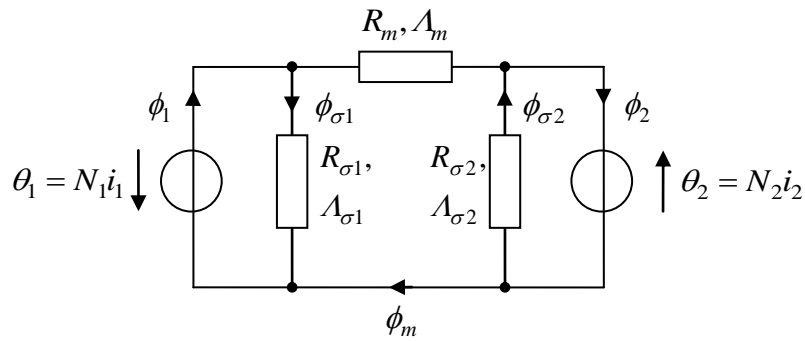 R_m, Λ_m
ϕ_1
ϕ_σ1
ϕ_σ2
ϕ_2
θ_1 = N_1i_1
R_σ1,
Λ_σ1
R_σ2,
Λ_σ2
θ_2 = N_2i_2
ϕ_m